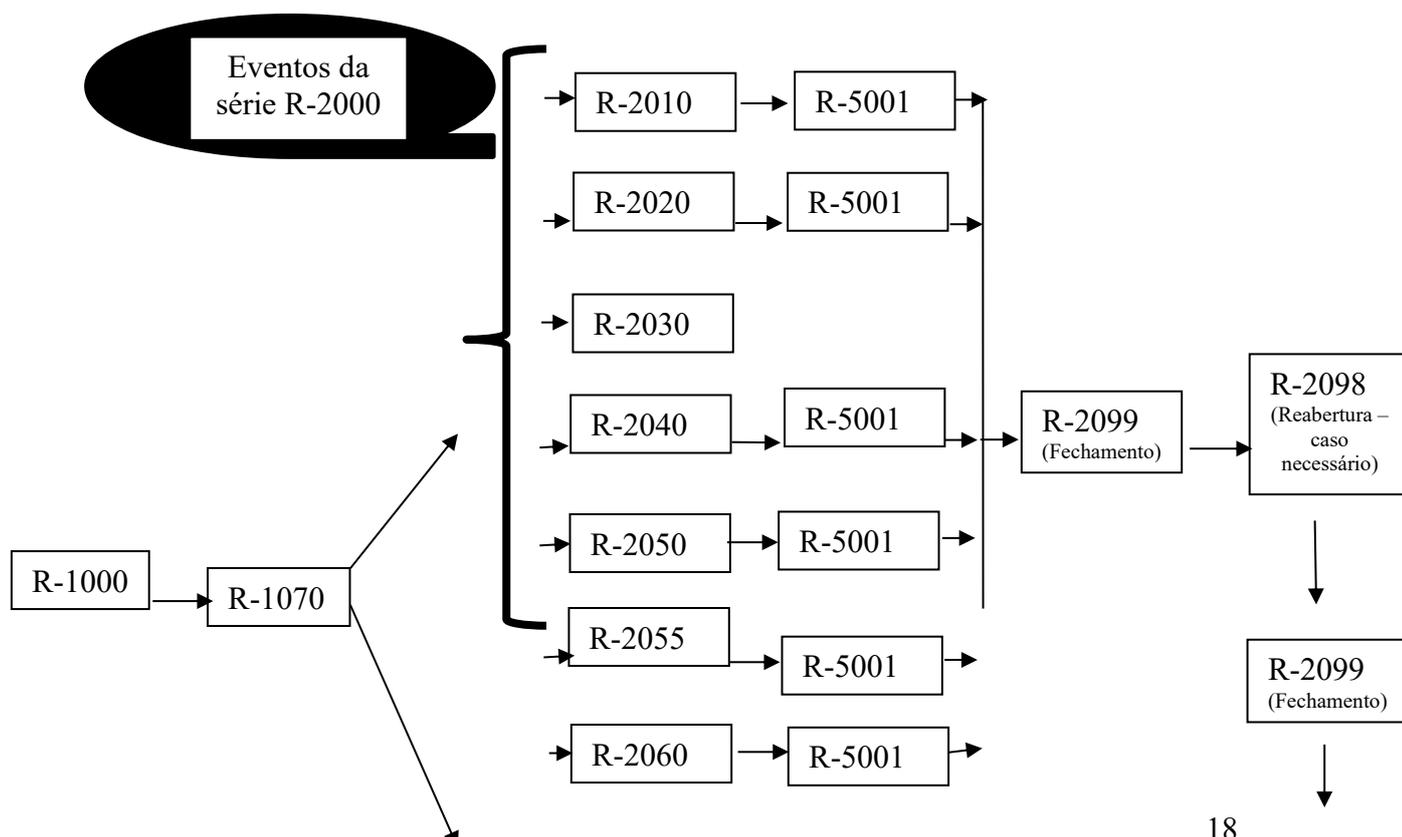 Eventos da
série R-2000
R-2010
R-5001
R-2020
R-5001
R-2030
R-2040
R-5001
R-2099
(Fechamento)
R-2098
(Reabertura –
caso
necessário)
R-2050
R-5001
R-1000
R-1070
R-2055
R-5001
R-2099
(Fechamento)
R-2060
R-5001
18